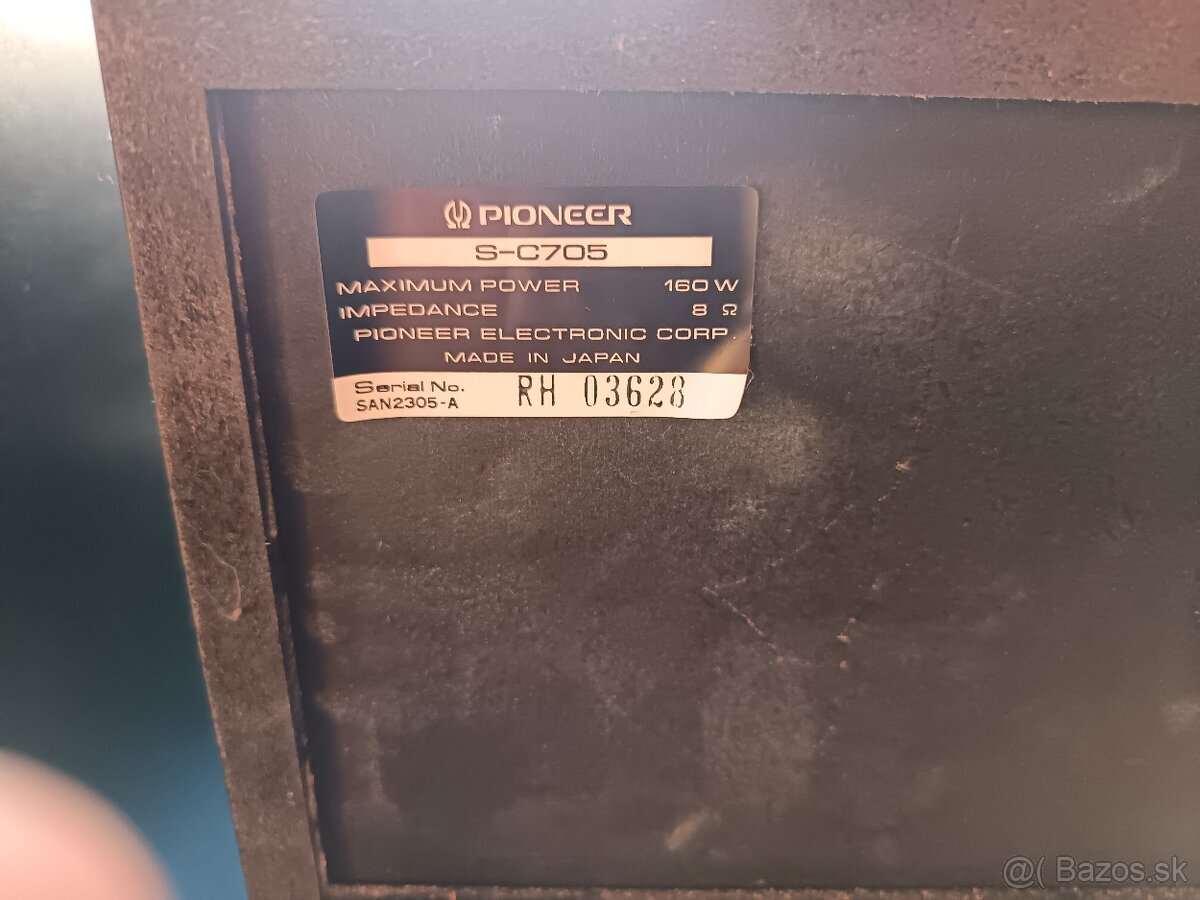 PIONEER
S-C705
MAXIMUM POWER 160 W
IMPEDANCE 8 Ω
PIONEER ELECTRONIC CORP.
MADE IN JAPAN
Serial No. RH 03628
SAN2305-A
@( Bazos.sk